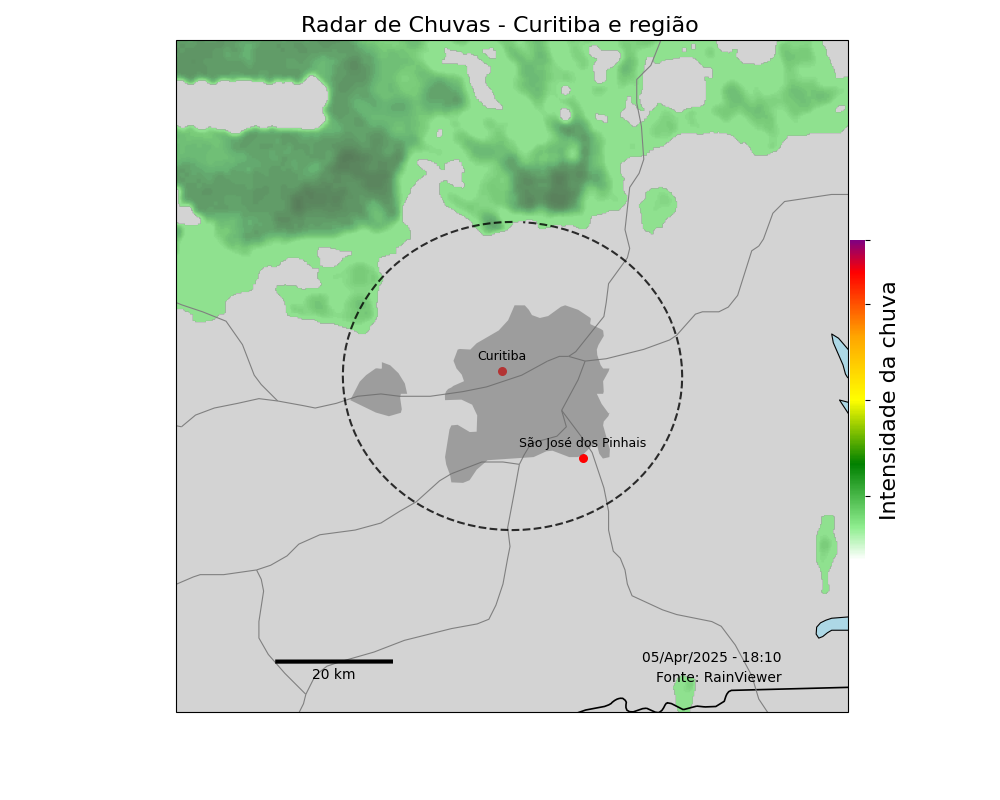 Radar de Chuvas - Curitiba e região
Curitiba
São José dos Pinhais
Intensidade da chuva
05/Apr/2025 - 18:10
Fonte: RainViewer
20 km